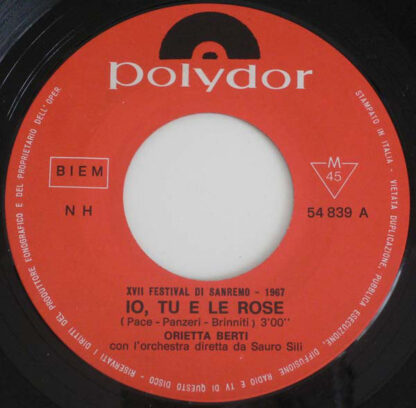 polydor
BIEM
M
45
NH
54 839 A
XVII FESTIVAL DI SANREMO - 1967
IO, TU E LE ROSE
(Pace - Panzeri - Brinniti) 3'00"
ORIETTA BERTI
con l'orchestra diretta da Sauro Sili
STAMPATO IN ITALIA - VIETATA DUPLICAZIONE, PUBBLICA ESECUZIONE, DIFFUSIONE RADIO E TV DI QUESTO DISCO - RISERVATI I DIRITTI DEL PRODUTTORE FONOGRAFICO E DEL PROPRIETARIO DELL'OPER.